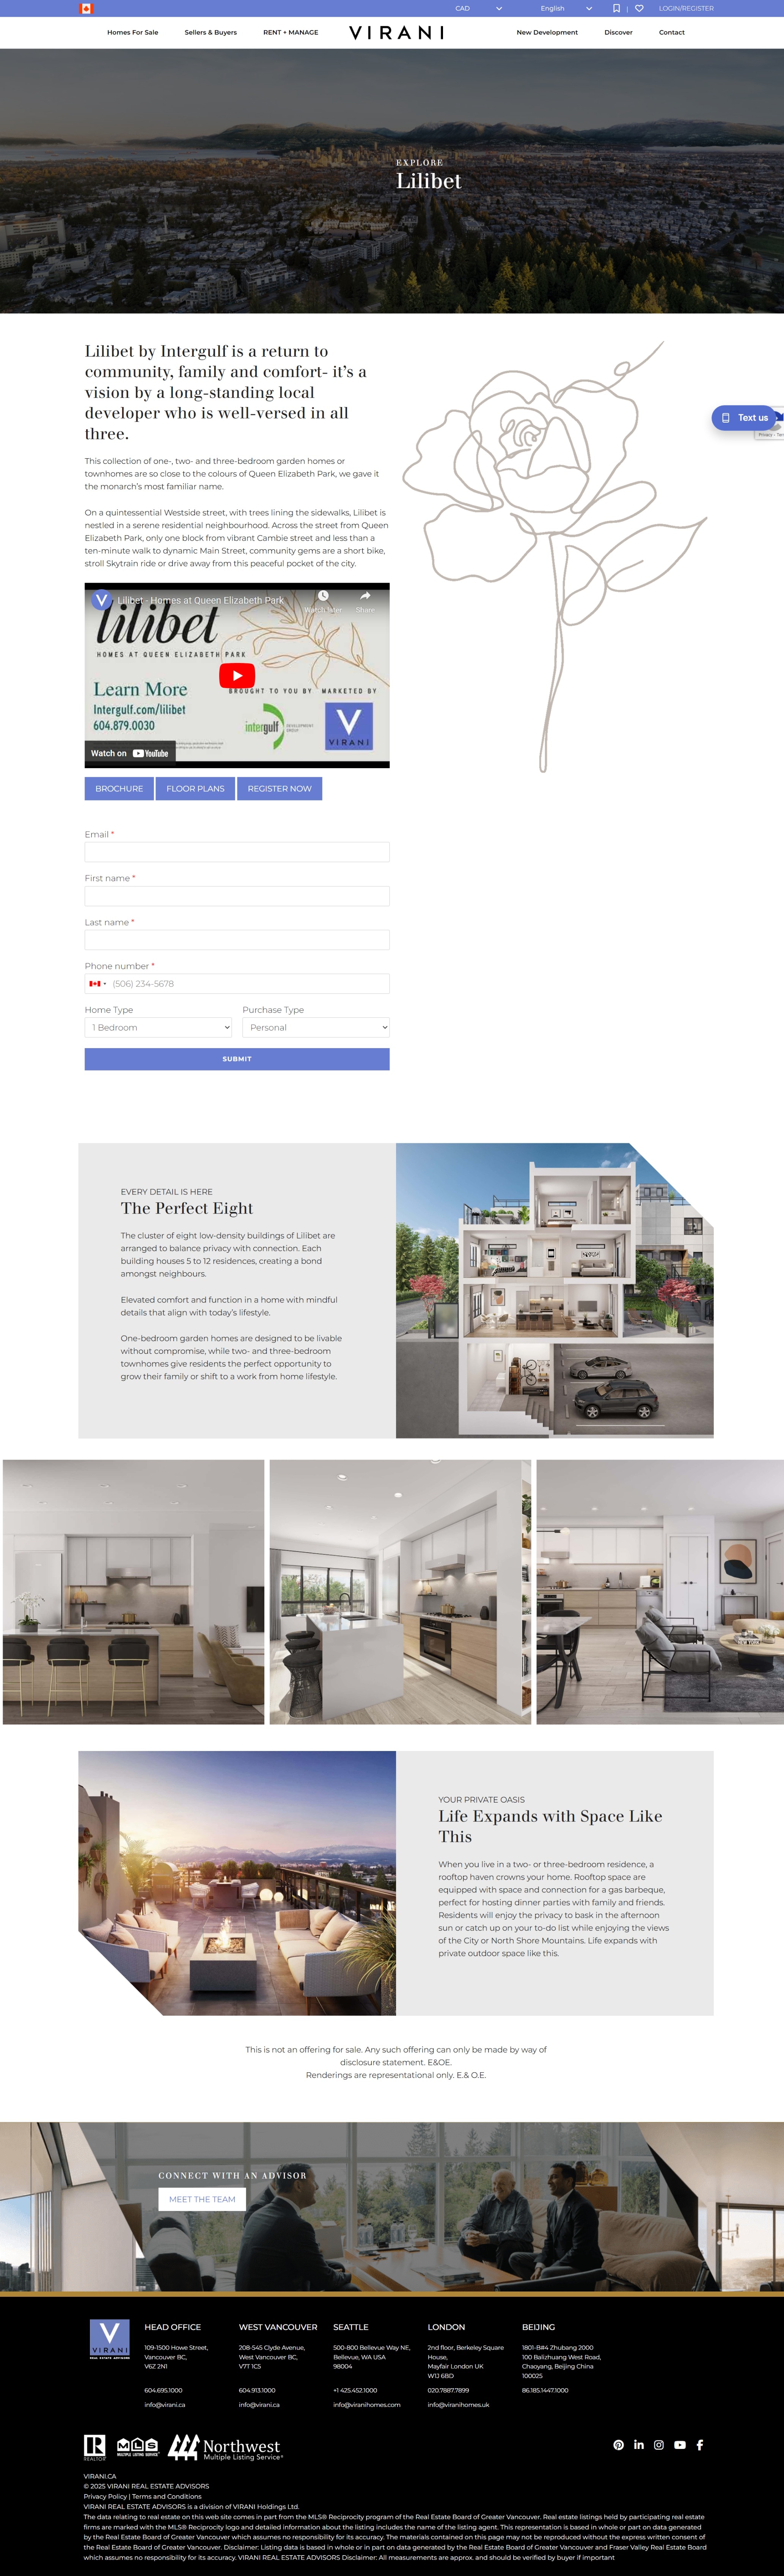 CAD
English
|
LOGIN/REGISTER
Homes For Sale
Sellers & Buyers
RENT + MANAGE
VIRANI
New Development
Discover
Contact
EXPLORE
Lilibet
Lilibet by Intergulf is a return to
community, family and comfort- it's a
vision by a long-standing local
developer who is well-versed in all
three.
This collection of one-, two- and three-bedroom garden homes or
townhomes are so close to the colours of Queen Elizabeth Park, we gave it
the monarch's most familiar name.
On a quintessential Westside street, with trees lining the sidewalks, Lilibet is
nestled in a serene residential neighbourhood. Across the street from Queen
Elizabeth Park, only one block from vibrant Cambie street and less than a
ten-minute walk to dynamic Main Street, community gems are a short bike,
stroll Skytrain ride or drive away from this peaceful pocket of the city.
Text us
Privacy - Ter
Lilibet - Homes at Queen Elizabeth Park
Watch later
Share
lilibet
HOMES AT QUEEN ELIZABETH PARK
Learn More
Intergulf.com/lilibet
604.879.0030
BROUGHT TO YOU BY
MARKETED BY
intergulf
DEVELOPMENT
GROUP
V
VIRANI
Watch on YouTube
BROCHURE
FLOOR PLANS
REGISTER NOW
Email *
First name *
Last name *
Phone number *
(506) 234-5678
Home Type
Purchase Type
1 Bedroom
Personal
SUBMIT
EVERY DETAIL IS HERE
The Perfect Eight
The cluster of eight low-density buildings of Lilibet are
arranged to balance privacy with connection. Each
building houses 5 to 12 residences, creating a bond
amongst neighbours.
Elevated comfort and function in a home with mindful
details that align with today's lifestyle.
One-bedroom garden homes are designed to be livable
without compromise, while two- and three-bedroom
townhomes give residents the perfect opportunity to
grow their family or shift to a work from home lifestyle.
NEW YORK
YOUR PRIVATE OASIS
Life Expands with Space Like
This
When you live in a two- or three-bedroom residence, a
rooftop haven crowns your home. Rooftop space are
equipped with space and connection for a gas barbeque,
perfect for hosting dinner parties with family and friends.
Residents will enjoy the privacy to bask in the afternoon
sun or catch up on your to-do list while enjoying the views
of the City or North Shore Mountains. Life expands with
private outdoor space like this.
This is not an offering for sale. Any such offering can only be made by way of
disclosure statement. E&OE.
Renderings are representational only. E.& O.E.
CONNECT WITH AN ADVISOR
MEET THE TEAM
V
VIRANI
REAL ESTATE ADVISORS
HEAD OFFICE
109-1500 Howe Street,
Vancouver BC,
V6Z 2N1
604.695.1000
info@virani.ca
WEST VANCOUVER
208-545 Clyde Avenue,
West Vancouver BC,
V7T 1C5
604.913.1000
info@virani.ca
SEATTLE
500-800 Bellevue Way NE,
Bellevue, WA USA
98004
+1 425.452.1000
info@viranihomes.com
LONDON
2nd floor, Berkeley Square
House,
Mayfair London UK
W1J 6BD
020.7887.7899
info@viranihomes.uk
BEIJING
1801-B#4 Zhubang 2000
100 Balizhuang West Road,
Chaoyang, Beijing China
100025
86.185.1447.1000
R
REALTOR
MLS
MULTIPLE LISTING SERVICE
Northwest
Multiple Listing Service®
VIRANI.CA
© 2025 VIRANI REAL ESTATE ADVISORS
Privacy Policy | Terms and Conditions
VIRANI REAL ESTATE ADVISORS is a division of VIRANI Holdings Ltd.
The data relating to real estate on this web site comes in part from the MLS® Reciprocity program of the Real Estate Board of Greater Vancouver. Real estate listings held by participating real estate
firms are marked with the MLS® Reciprocity logo and detailed information about the listing includes the name of the listing agent. This representation is based in whole or part on data generated
by the Real Estate Board of Greater Vancouver which assumes no responsibility for its accuracy. The materials contained on this page may not be reproduced without the express written consent of
the Real Estate Board of Greater Vancouver. Disclaimer: Listing data is based in whole or in part on data generated by the Real Estate Board of Greater Vancouver and Fraser Valley Real Estate Board
which assumes no responsibility for its accuracy. VIRANI REAL ESTATE ADVISORS Disclaimer: All measurements are approx. and should be verified by buyer if important